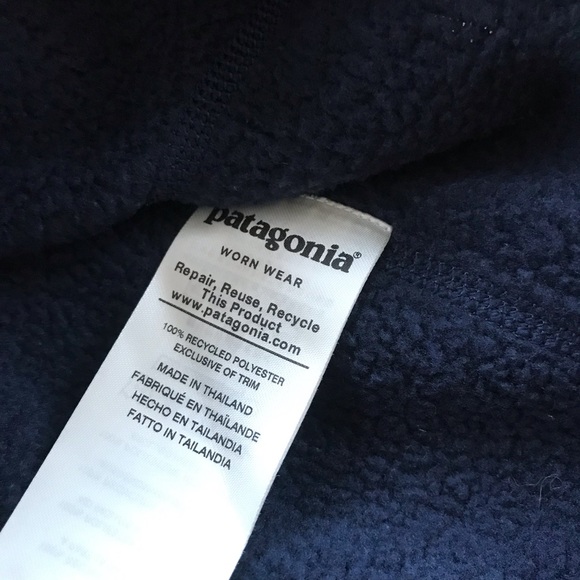 patagonia®
WORN WEAR
Repair, Reuse, Recycle
This Product
www.patagonia.com
100% RECYCLED POLYESTER
EXCLUSIVE OF TRIM
MADE IN THAILAND
FABRIQUÉ EN THAÏLANDE
HECHO EN TAILANDIA
FATTO IN TAILANDIA